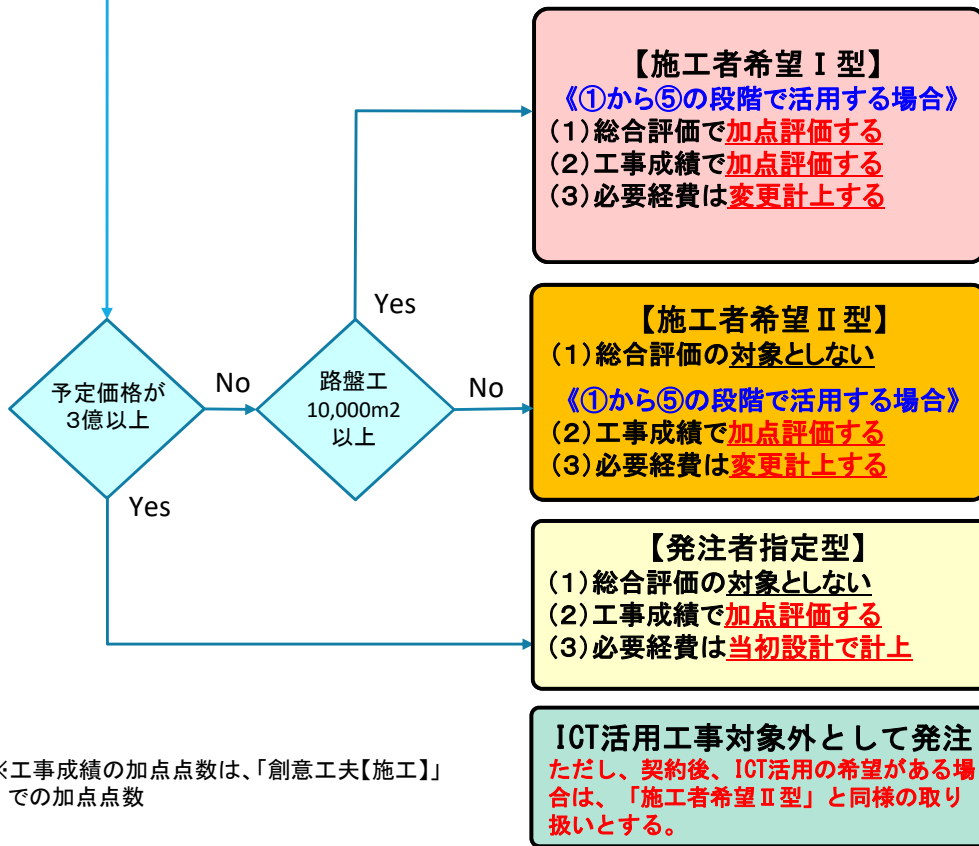 【施工者希望Ⅰ型】
《①から⑤の段階で活用する場合》
(1)総合評価で加点評価する
(2)工事成績で加点評価する
(3)必要経費は変更計上する
Yes
予定価格が
3億以上
No
路盤工
10,000m2
以上
No
【施工者希望Ⅱ型】
(1)総合評価の対象としない
《①から⑤の段階で活用する場合》
(2)工事成績で加点評価する
(3)必要経費は変更計上する
Yes
【発注者指定型】
(1)総合評価の対象としない
(2)工事成績で加点評価する
(3)必要経費は当初設計で計上
ICT活用工事対象外として発注
ただし、契約後、ICT活用の希望がある場
合は、「施工者希望Ⅱ型」と同様の取り
扱いとする。
※工事成績の加点点数は、「創意工夫【施工】」
での加点点数